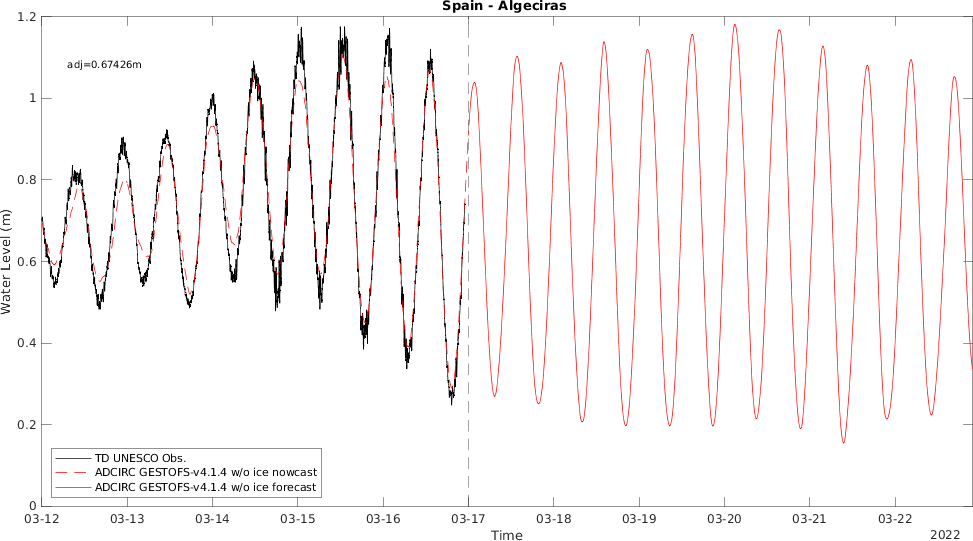 Spain - Algeciras
1.2
1
0.8
0.6
0.4
0.2
0
Water Level (m)
adj=0.67426m
TD UNESCO Obs.
ADCIRC GESTOFS-v4.1.4 w/o ice nowcast
ADCIRC GESTOFS-v4.1.4 w/o ice forecast
03-12 03-13 03-14 03-15 03-16 03-17 03-18 03-19 03-20 03-21 03-22
Time
2022